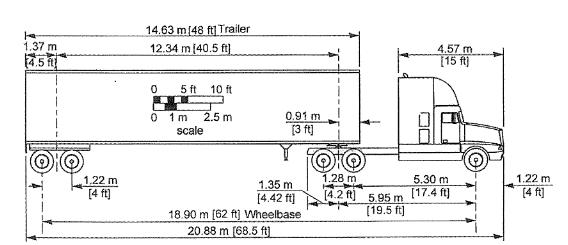 14.63 m [48 ft] Trailer
1.37 m
[4.5 ft]
12.34 m [40.5 ft]
4.57 m
[15 ft]
0 5 ft 10 ft
0 1 m 2.5 m
scale
0.91 m
[3 ft]
1.22 m
[4 ft]
1.28 m
[4.2 ft]
5.30 m
[17.4 ft]
1.22 m
[4 ft]
1.35 m
[4.42 ft]
5.95 m
[19.5 ft]
18.90 m [62 ft] Wheelbase
20.88 m [68.5 ft]